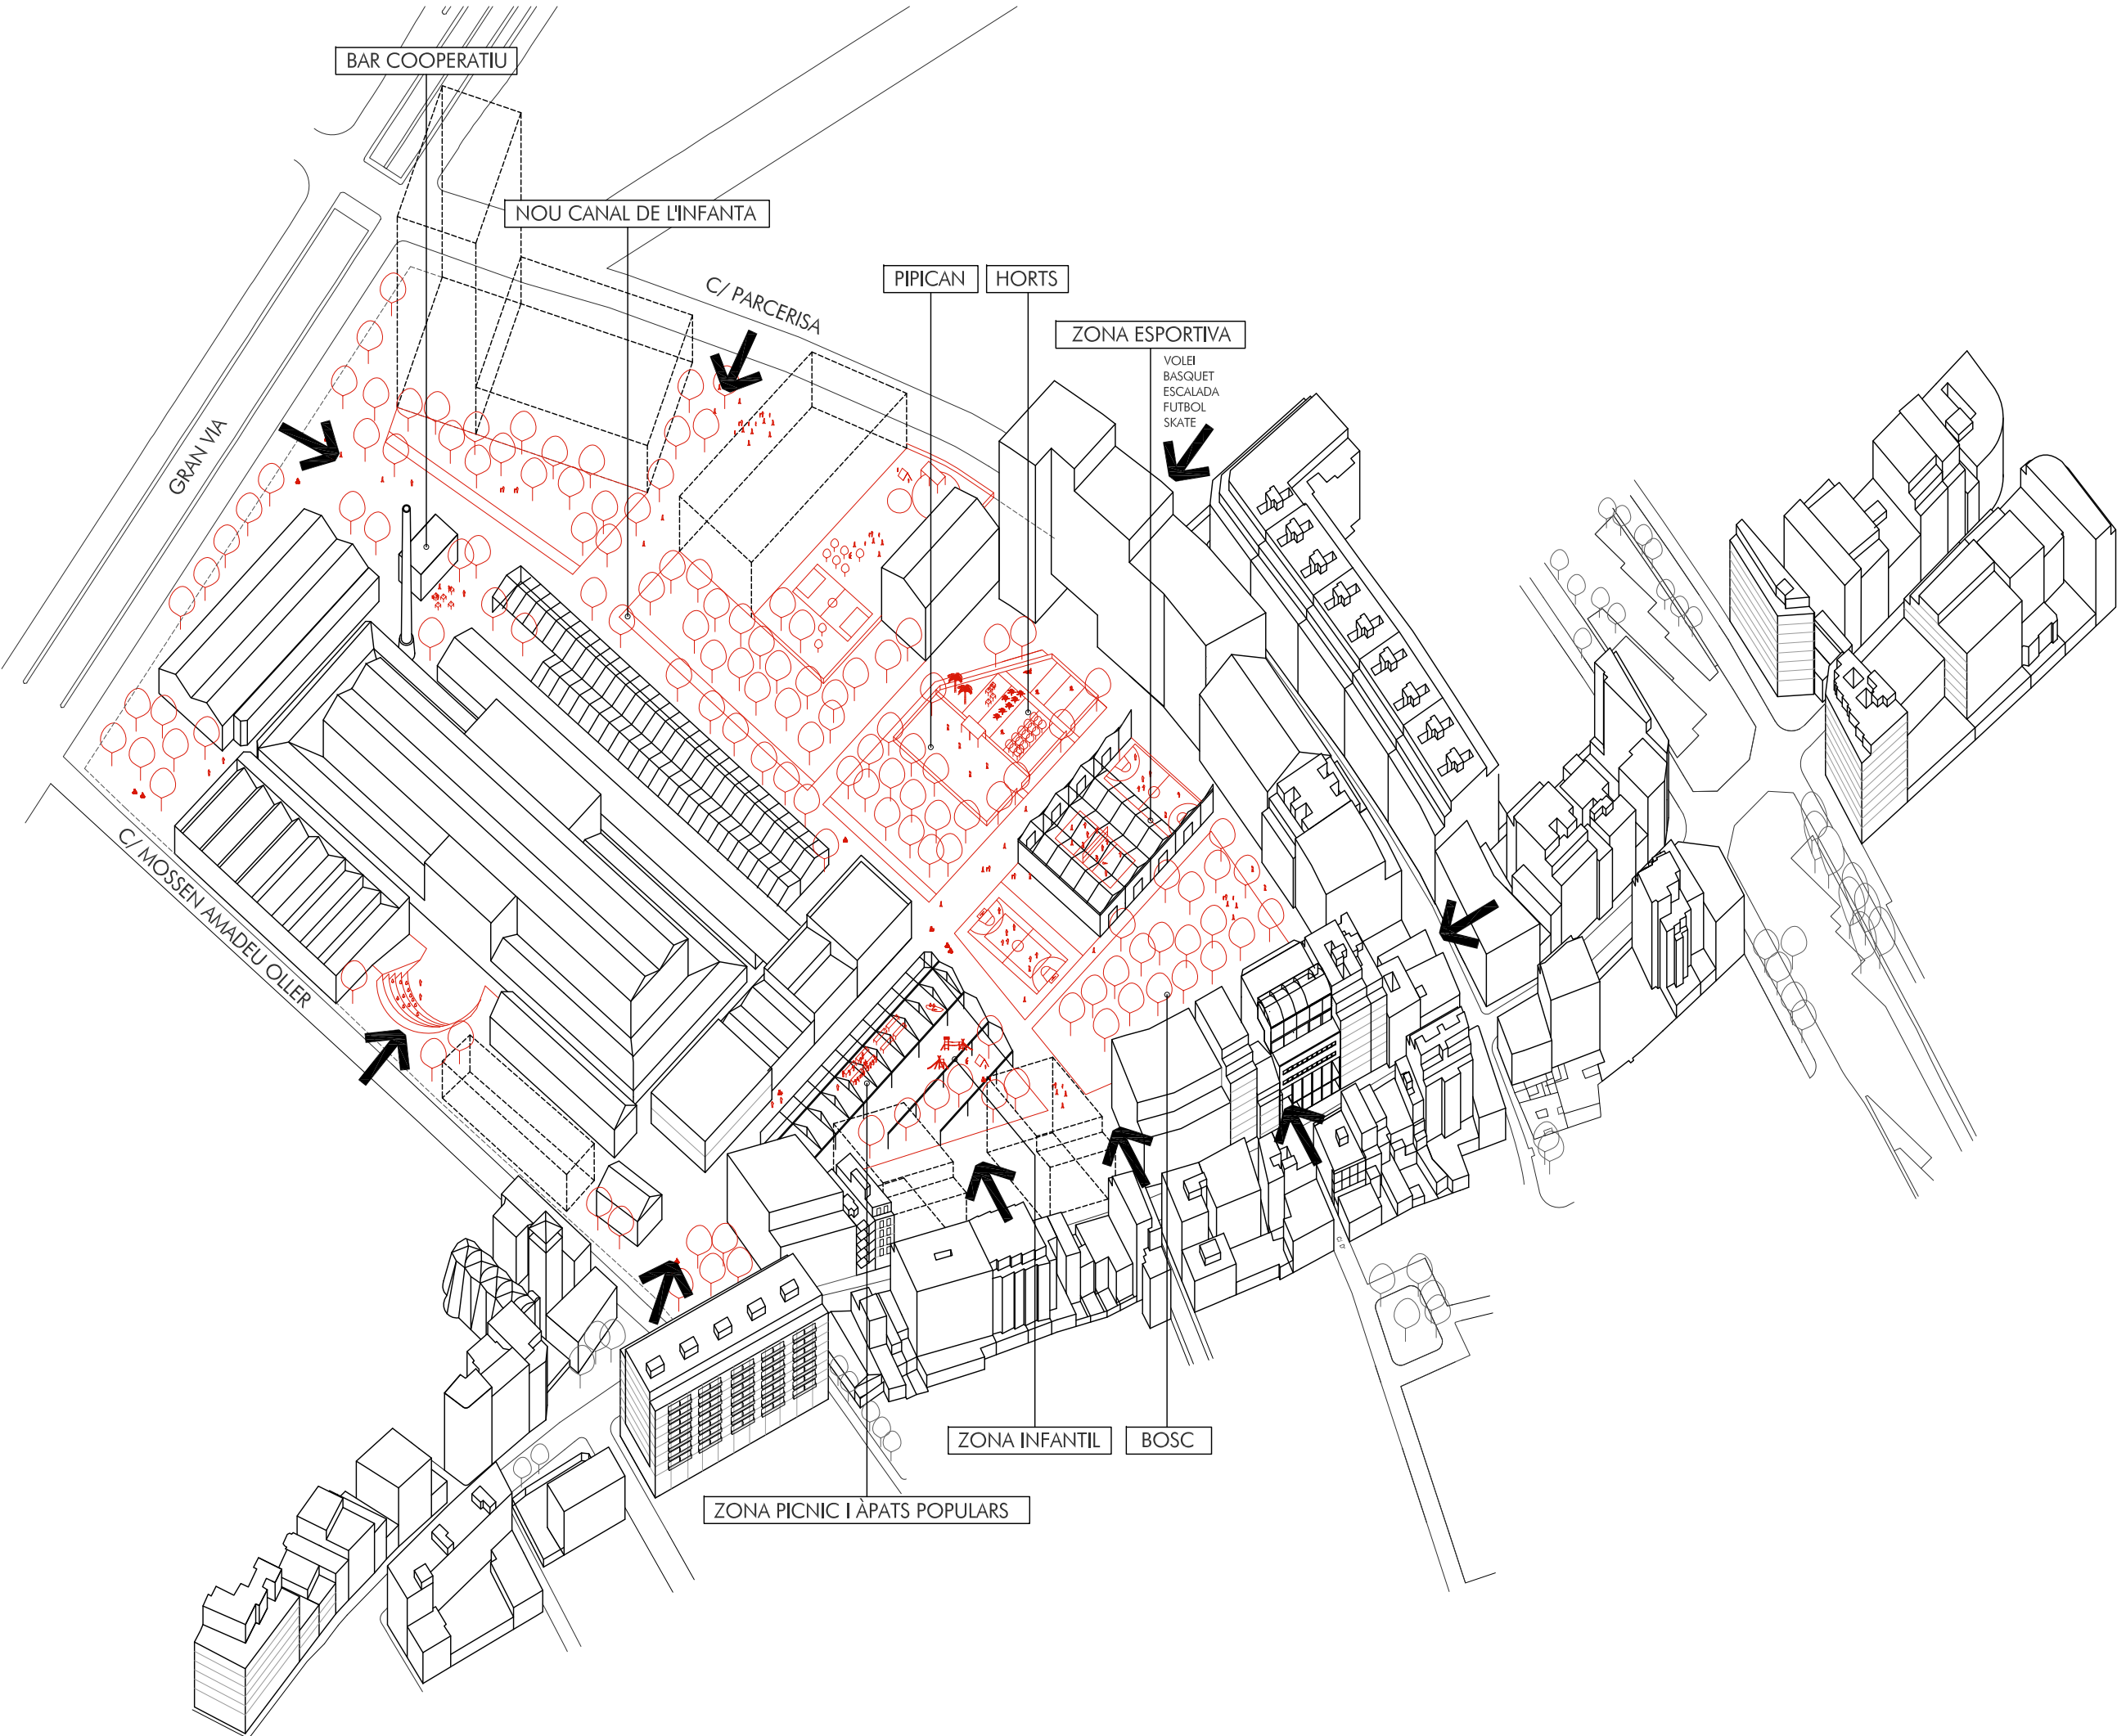 BAR COOPERATIU
NOU CANAL DE L'INFANTA
C/ PARCERISA
PIPICAN
HORTS
ZONA ESPORTIVA
VOLEI
BASQUET
ESCALADA
FUTBOL
SKATE
GRAN VIA
C/ MOSSEN AMADEU OLLER
ZONA INFANTIL
BOSC
ZONA PICNIC I ÀPATS POPULARS